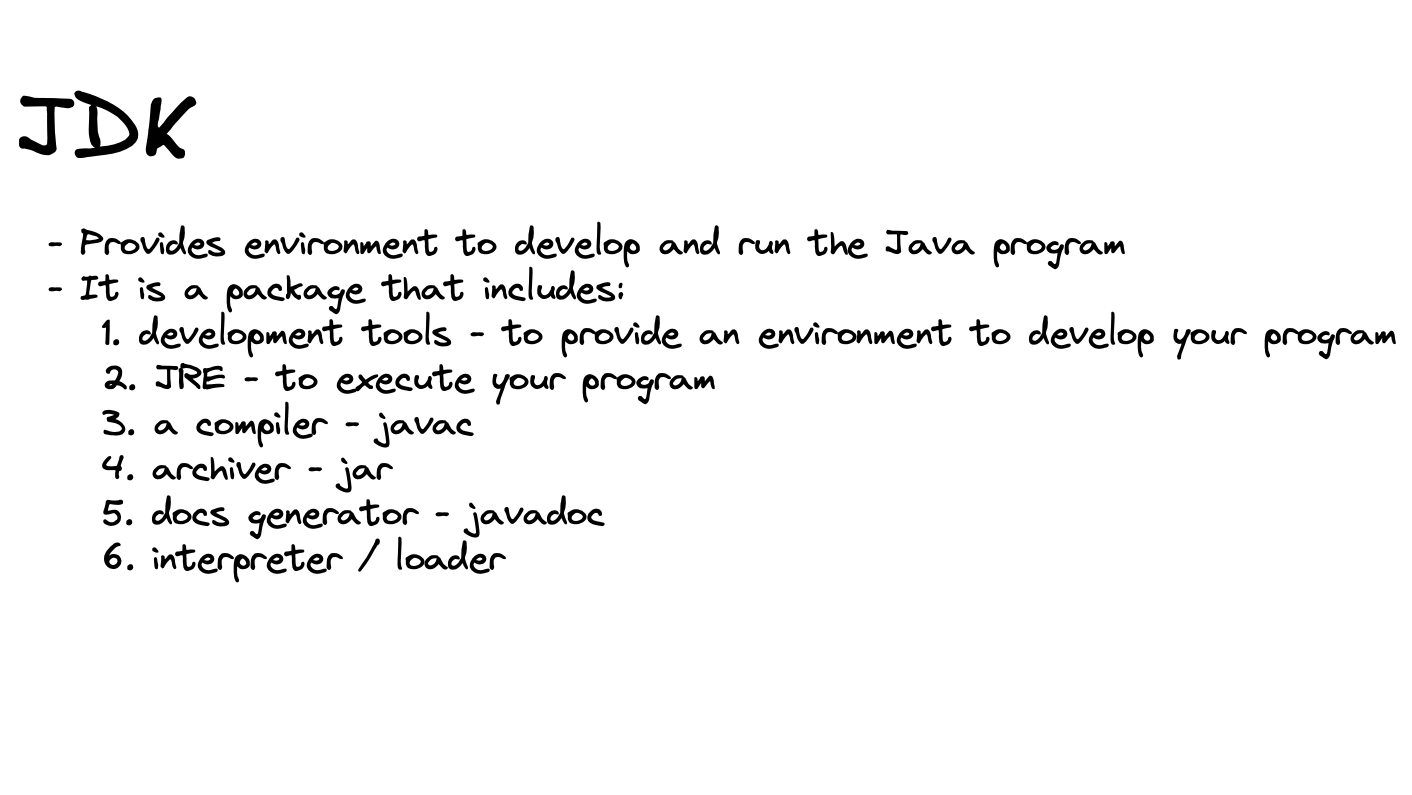 JDK
- Provides environment to develop and run the Java program
- It is a package that includes:
1. development tools - to provide an environment to develop your program
2. JRE - to execute your program
3. a compiler - javac
4. archiver - jar
5. docs generator - javadoc
6. interpreter / loader